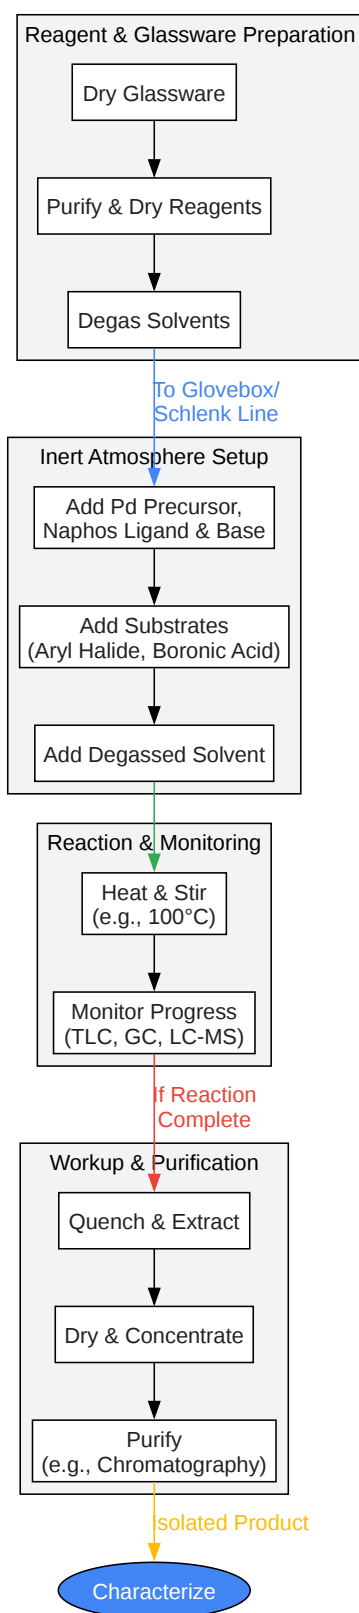 Reagent & Glassware Preparation
Dry Glassware
Purify & Dry Reagents
Degas Solvents
To Glovebox/
Schlenk Line
Inert Atmosphere Setup
Add Pd Precursor,
Naphos Ligand & Base
Add Substrates
(Aryl Halide, Boronic Acid)
Add Degassed Solvent
Reaction & Monitoring
Heat & Stir
(e.g., 100°C)
Monitor Progress
(TLC, GC, LC-MS)
If Reaction
Complete
Workup & Purification
Quench & Extract
Dry & Concentrate
Purify
(e.g., Chromatography)
Isolated Product
Characterize